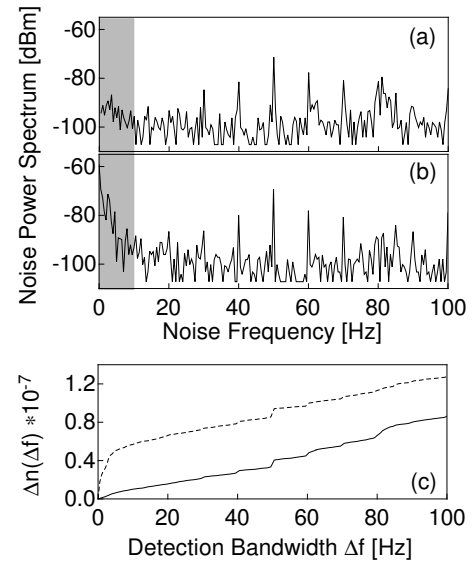 Noise Power Spectrum [dBm]
-60
-80
-100
(a)
-60
-80
-100
(b)
0 20 40 60 80 100
Noise Frequency [Hz]
Δn(Δf) *10-7
1.2
0.8
0.4
0.0
(c)
0 20 40 60 80 100
Detection Bandwidth Δf [Hz]